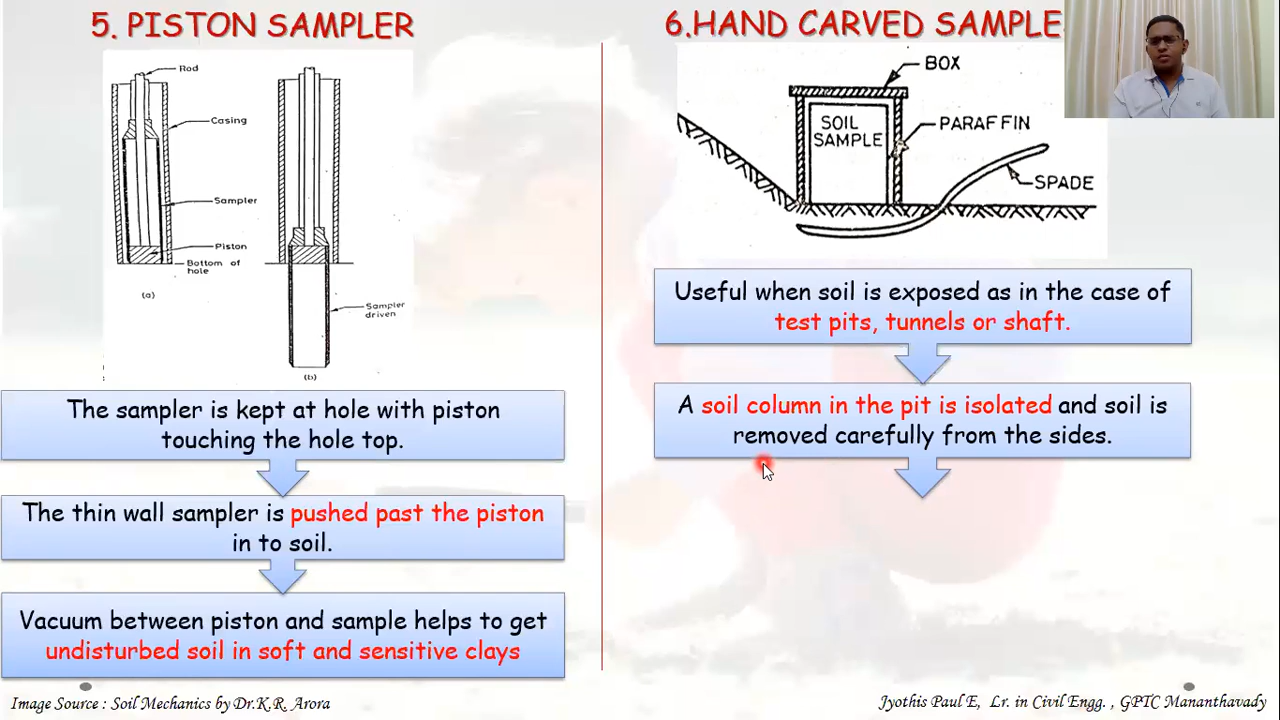 5. PISTON SAMPLER
Rod
Casing
Sampler
Piston
Bottom of
hole
(a)
Sampler
driven
(b)
The sampler is kept at hole with piston
touching the hole top.
The thin wall sampler is pushed past the piston
in to soil.
Vacuum between piston and sample helps to get
undisturbed soil in soft and sensitive clays
Image Source : Soil Mechanics by Dr.K.R. Arora
6.HAND CARVED SAMPLE
BOX
SOIL
SAMPLE
PARAFFIN
SPADE
Useful when soil is exposed as in the case of
test pits, tunnels or shaft.
A soil column in the pit is isolated and soil is
removed carefully from the sides.
Jyothis Paul E, Lr. in Civil Engg. , GPTC Mananthavady